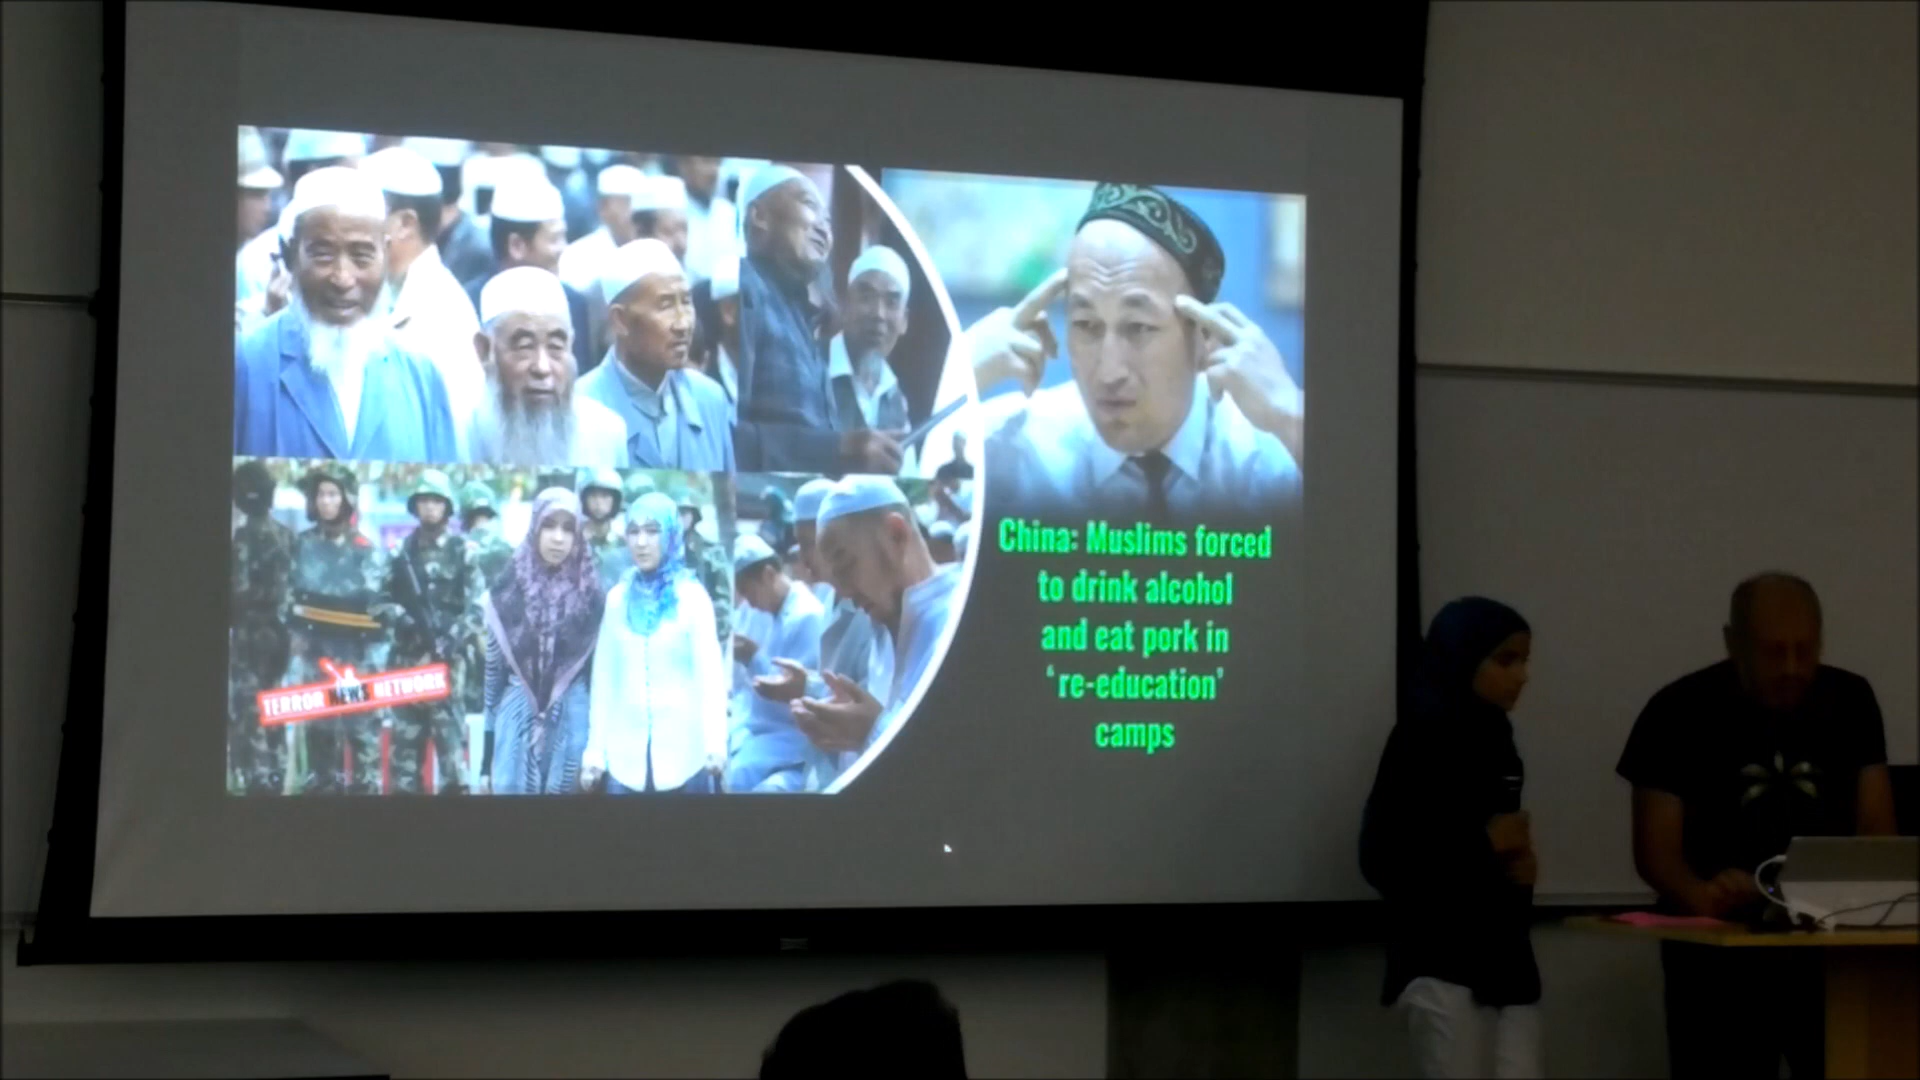 China: Muslims forced
to drink alcohol
and eat pork in
‘re-education’
camps
TERROR NEWS NETWORK